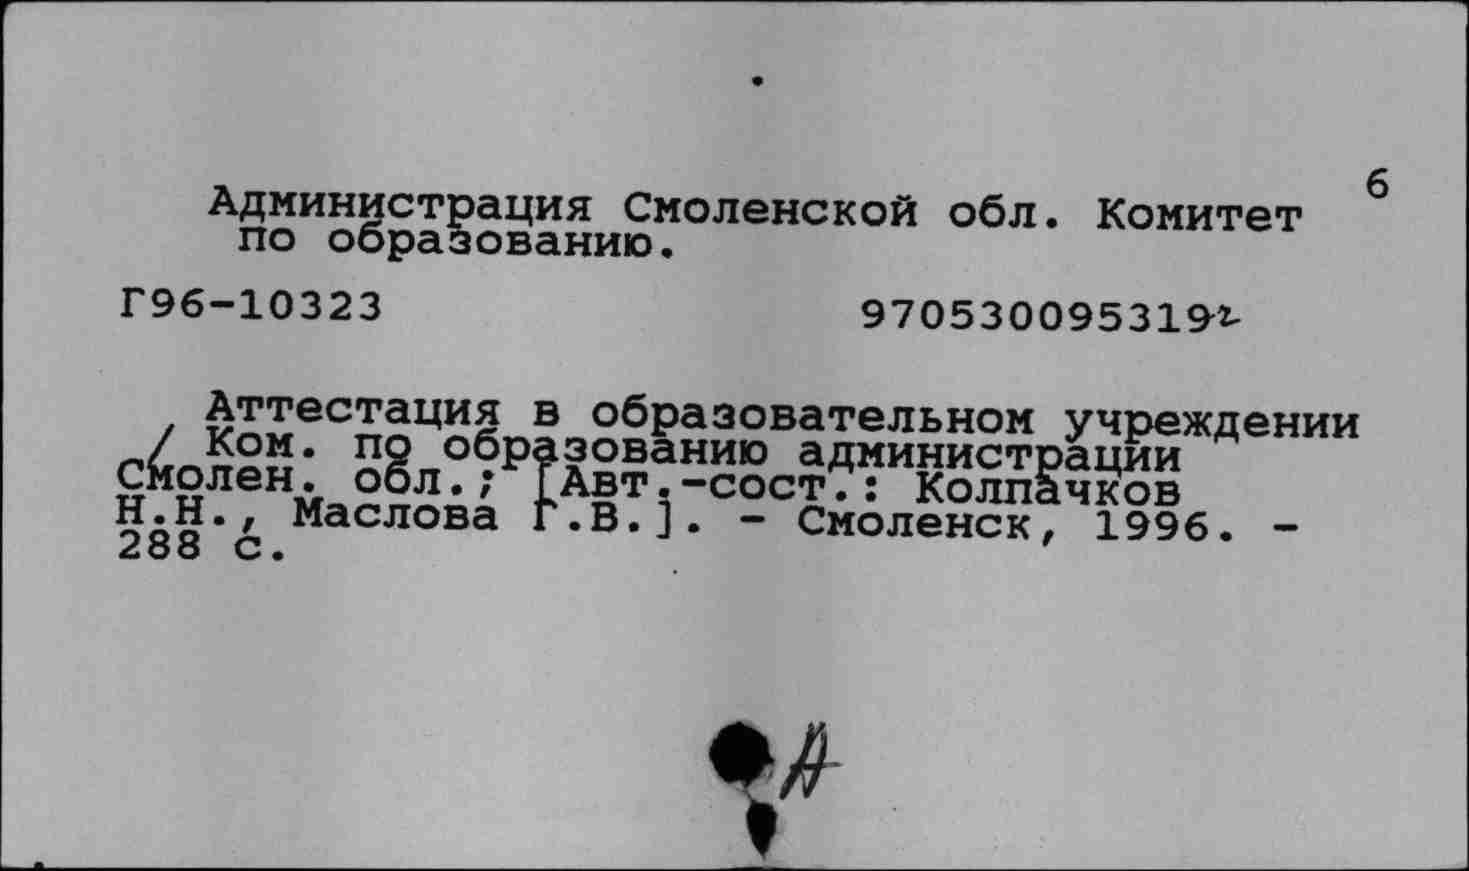 6
Администрация Смоленской обл. Комитет
по образованию.
Г96-10323 970530095319
Аттестация в образовательном учреждении
/ Ком. по образованию администрации
Смолен. обл.; [Авт.-сост.: Колпачков
Н.Н., Маслова Г.В.]. - Смоленск, 1996. -
288 с.